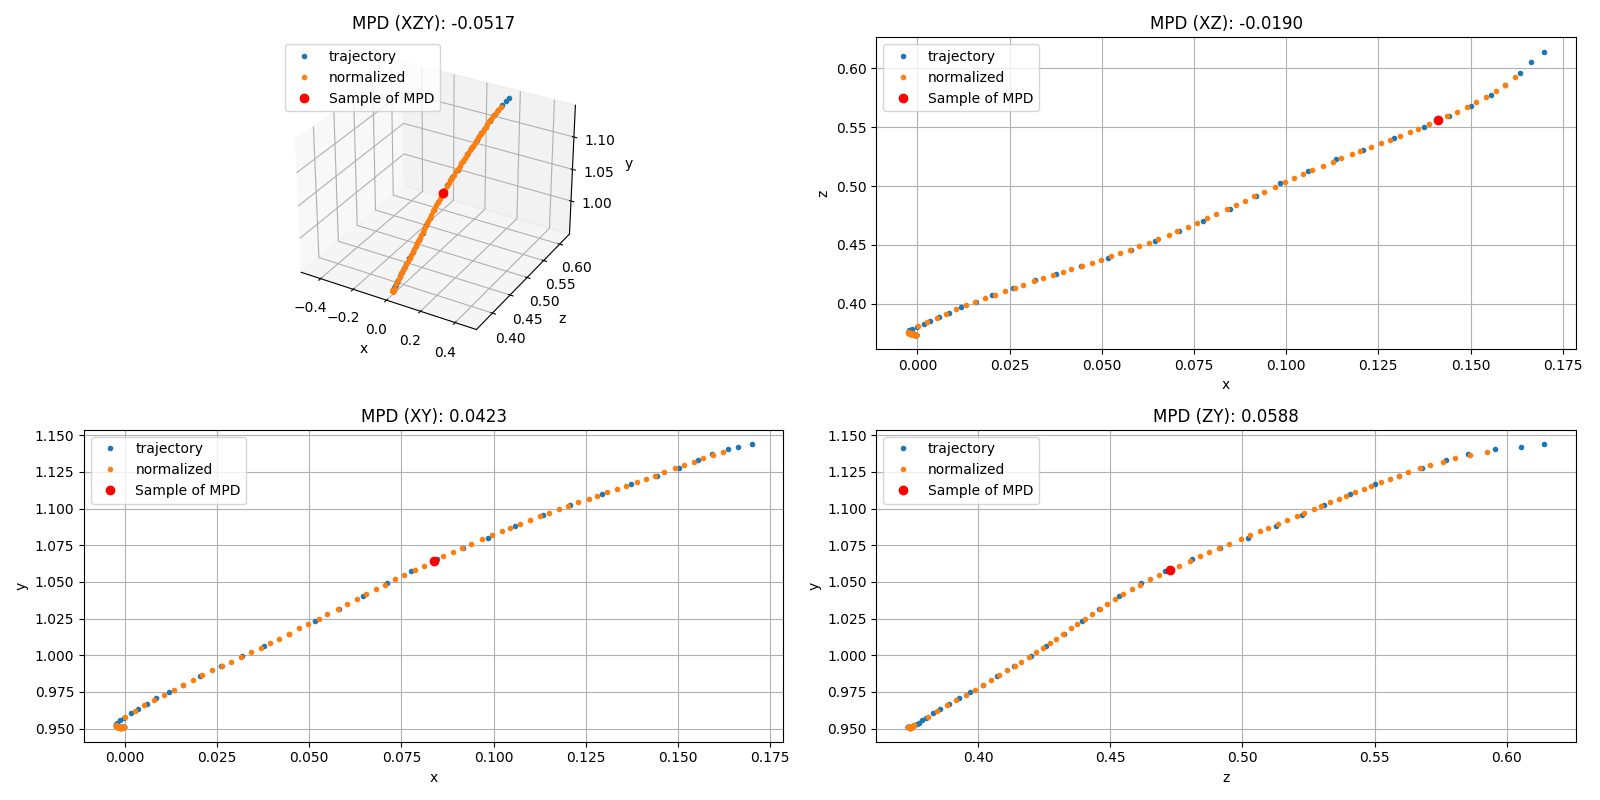 MPD (XZY): -0.0517
trajectory
normalized
Sample of MPD
1.10
1.05
1.00
y
0.60
0.55
0.50
0.45
0.40
z
−0.4
−0.2
0.0
0.2
0.4
x
MPD (XZ): -0.0190
trajectory
normalized
Sample of MPD
0.60
0.55
0.50
0.45
0.40
z
0.000 0.025 0.050 0.075 0.100 0.125 0.150 0.175
x
MPD (XY): 0.0423
trajectory
normalized
Sample of MPD
1.150
1.125
1.100
1.075
1.050
1.025
1.000
0.975
0.950
y
0.000 0.025 0.050 0.075 0.100 0.125 0.150 0.175
x
MPD (ZY): 0.0588
trajectory
normalized
Sample of MPD
1.150
1.125
1.100
1.075
1.050
1.025
1.000
0.975
0.950
y
0.40 0.45 0.50 0.55 0.60
z